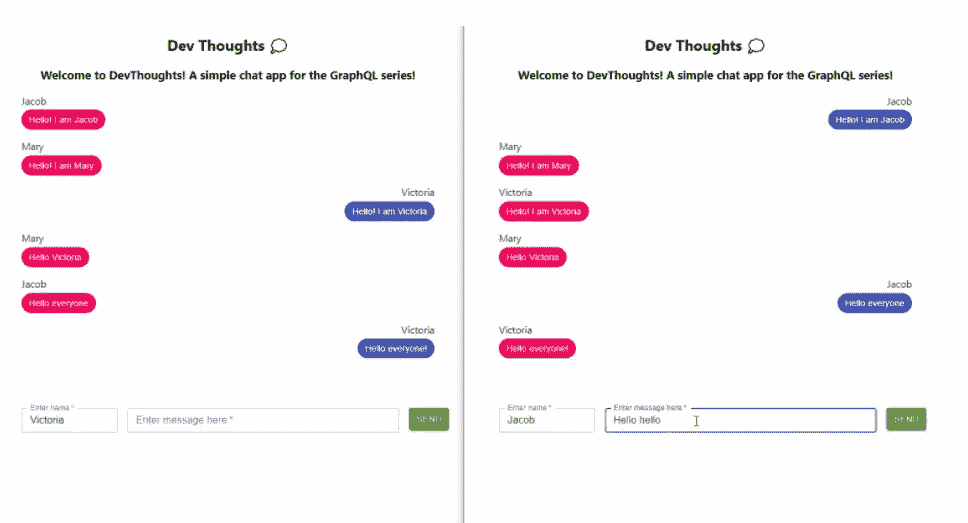 Dev Thoughts
Welcome to DevThoughts! A simple chat app for the GraphQL series!
Jacob
Hello! I am Jacob
Mary
Hello! I am Mary
Victoria
Hello! I am Victoria
Mary
Hello Victoria
Jacob
Hello everyone
Victoria
Hello everyone!
Enter name *
Victoria
Enter message here *
SEND
Dev Thoughts
Welcome to DevThoughts! A simple chat app for the GraphQL series!
Jacob
Hello! I am Jacob
Mary
Hello! I am Mary
Victoria
Hello! I am Victoria
Mary
Hello Victoria
Jacob
Hello everyone
Victoria
Hello everyone!
Enter name *
Jacob
Enter message here *
Hello hello
SEND